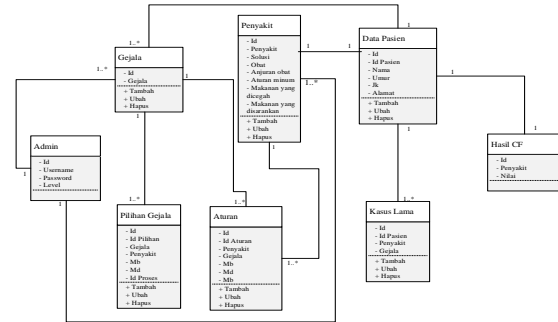 Gejala
- Id
- Gejala
+ Tambah
+ Ubah
+ Hapus
Penyakit
- Id
- Penyakit
- Solusi
- Obat
- Anjuran obat
- Aturan minum
- Makanan yang
dicegah
- Makanan yang
disarankan
+ Tambah
+ Ubah
+ Hapus
Data Pasien
- Id
- Id Pasien
- Nama
- Umur
- Jk
- Alamat
+ Tambah
+ Ubah
+ Hapus
Admin
- Id
- Username
- Password
- Level
Hasil CF
- Id
- Penyakit
- Nilai
Pilihan Gejala
- Id
- Id Pilihan
- Gejala
- Penyakit
- Mb
- Md
- Id Proses
+ Tambah
+ Ubah
+ Hapus
Aturan
- Id
- Id Aturan
- Penyakit
- Gejala
- Mb
- Md
- Mb
+ Tambah
+ Ubah
+ Hapus
Kasus Lama
- Id
- Id Pasien
- Penyakit
- Gejala
+ Tambah
+ Ubah
+ Hapus
1..*
1
1..*
1
1
1
1..*
1
1
1
1
1
1
1
1..*
1..*
1..*
1..*
1